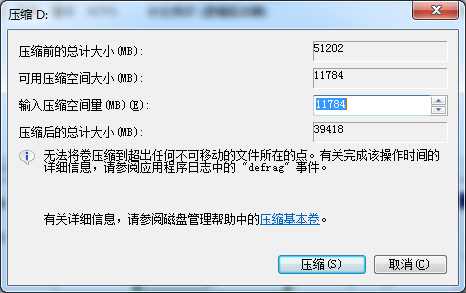 压缩 D:
压缩前的总计大小(MB):
51202
可用压缩空间大小(MB):
11784
输入压缩空间量(MB)(E):
11784
压缩后的总计大小(MB):
39418
无法将卷压缩到超出任何不可移动的文件所在的点。有关完成该操作时间的
详细信息，请参阅应用程序日志中的 "defrag" 事件。
有关详细信息，请参阅磁盘管理帮助中的压缩基本卷。
压缩(S)
取消(C)